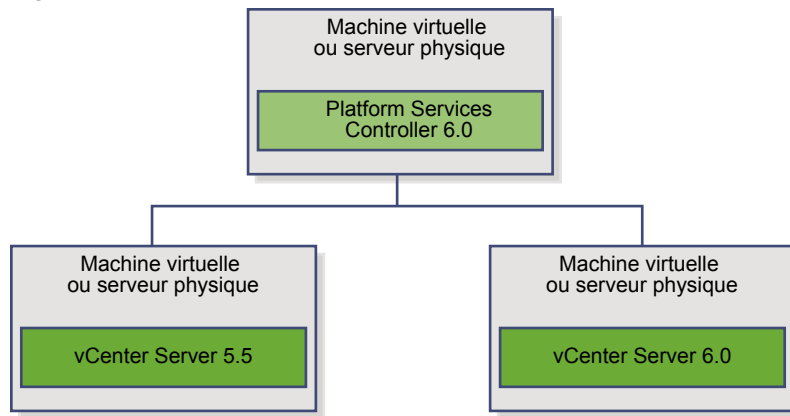 Machine virtuelle
ou serveur physique
Platform Services
Controller 6.0
Machine virtuelle
ou serveur physique
vCenter Server 5.5
Machine virtuelle
ou serveur physique
vCenter Server 6.0